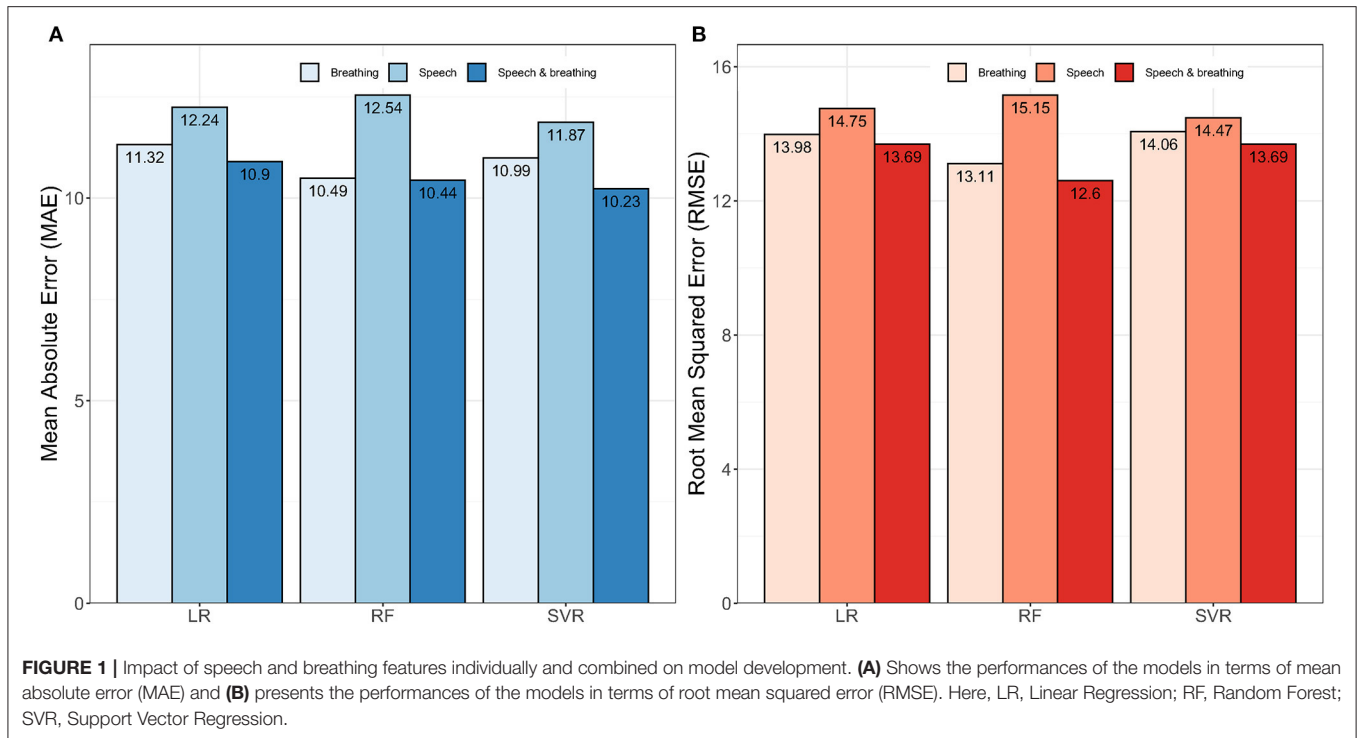 A
Breathing Speech Speech & breathing
Mean Absolute Error (MAE)
10
5
0
11.32
12.24
10.9
10.49
12.54
10.44
10.99
11.87
10.23
LR RF SVR
B
Breathing Speech Speech & breathing
Root Mean Squared Error (RMSE)
16
12
8
4
0
13.98
14.75
13.69
13.11
15.15
12.6
14.06
14.47
13.69
LR RF SVR
FIGURE 1 | Impact of speech and breathing features individually and combined on model development. (A) Shows the performances of the models in terms of mean
absolute error (MAE) and (B) presents the performances of the models in terms of root mean squared error (RMSE). Here, LR, Linear Regression; RF, Random Forest;
SVR, Support Vector Regression.